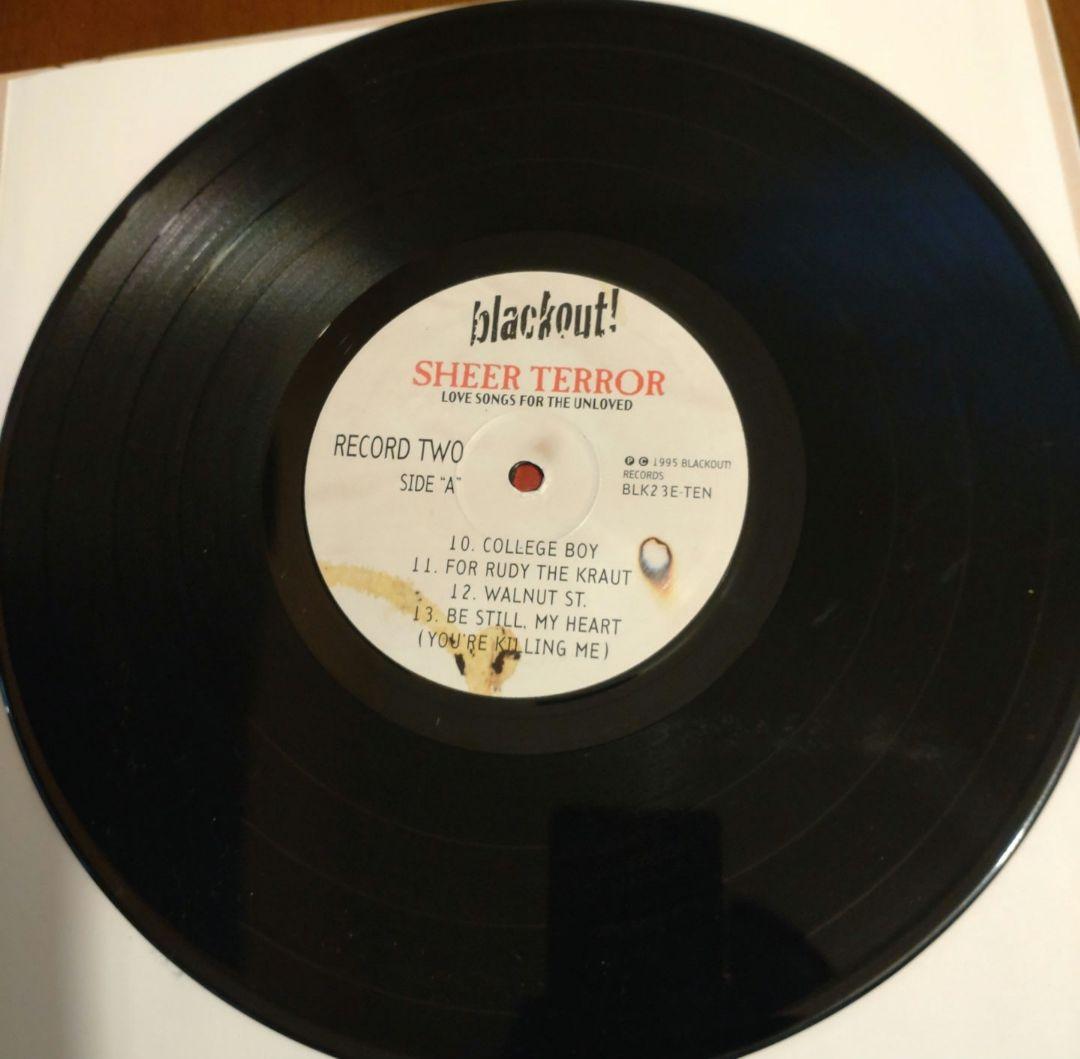 blackout!
SHEER TERROR
LOVE SONGS FOR THE UNLOVED
RECORD TWO
SIDE "A"
℗ © 1995 BLACKOUT!
RECORDS
BLK23E-TEN
10. COLLEGE BOY
11. FOR RUDY THE KRAUT
12. WALNUT ST.
13. BE STILL, MY HEART
(YOU'RE KILLING ME)